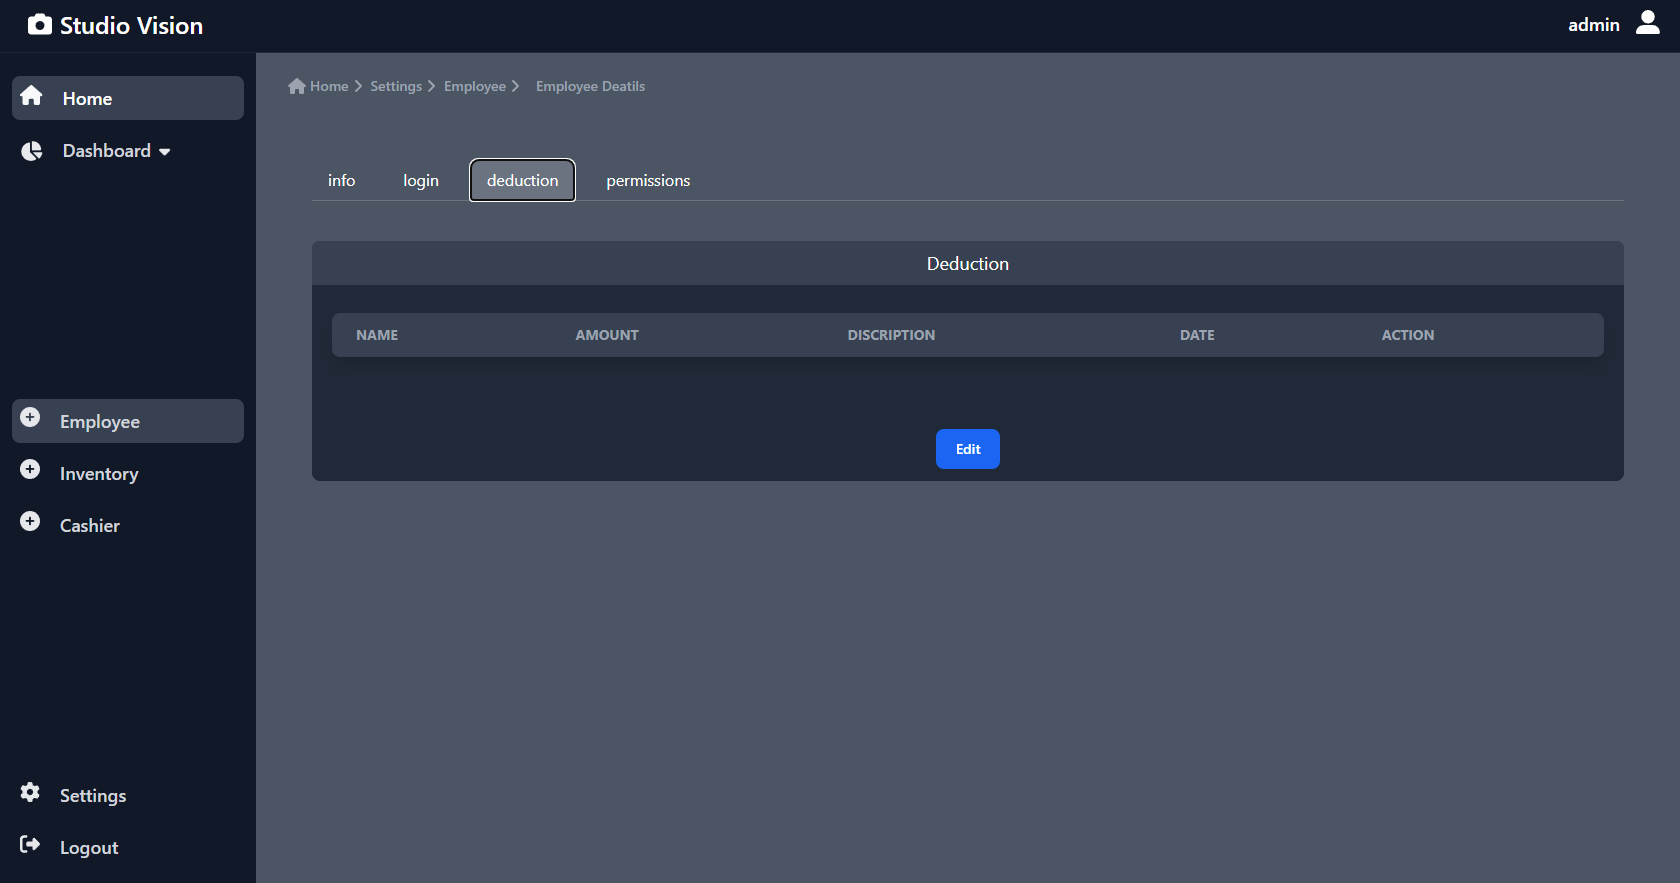 Studio Vision
admin
Home
Dashboard
Employee
Inventory
Cashier
Settings
Logout
Home Settings Employee Employee Deatils
info login deduction permissions
Deduction
NAME AMOUNT DISCRIPTION DATE ACTION
Edit